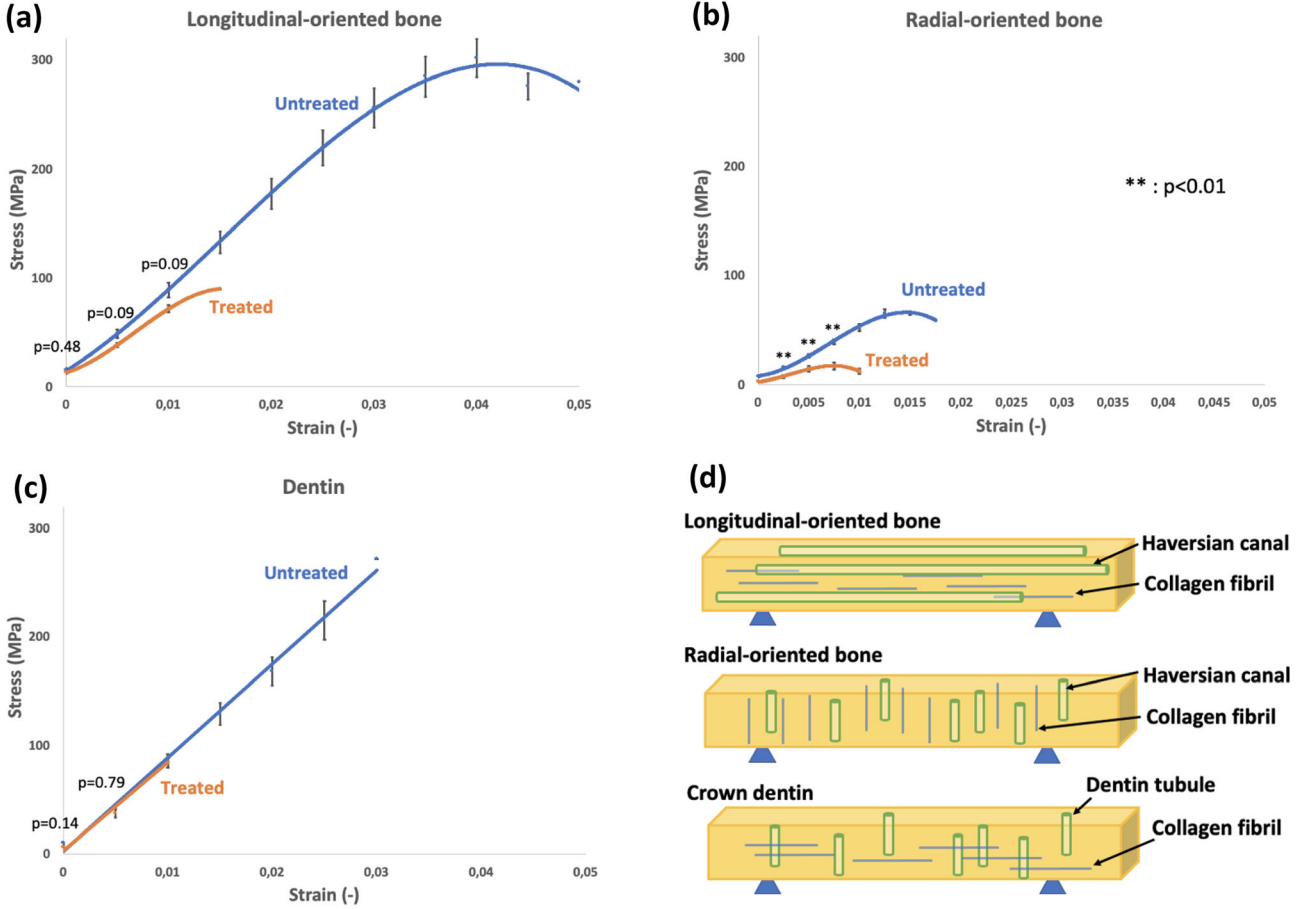 (a)
Longitudinal-oriented bone
300
200
100
0
Stress (MPa)
Untreated
Treated
p=0.48
p=0.09
p=0.09
0
0,01
0,02
0,03
0,04
0,05
Strain (-)
(b)
Radial-oriented bone
300
200
100
0
Stress (MPa)
** : p<0.01
Untreated
Treated
**
**
**
0
0,005
0,01
0,015
0,02
0,025
0,03
0,035
0,04
0,045
0,05
Strain (-)
(c)
Dentin
300
200
100
0
Stress (MPa)
Untreated
Treated
p=0.14
p=0.79
0
0,01
0,02
0,03
0,04
0,05
Strain (-)
(d)
Longitudinal-oriented bone
Haversian canal
Collagen fibril
Radial-oriented bone
Haversian canal
Collagen fibril
Crown dentin
Dentin tubule
Collagen fibril